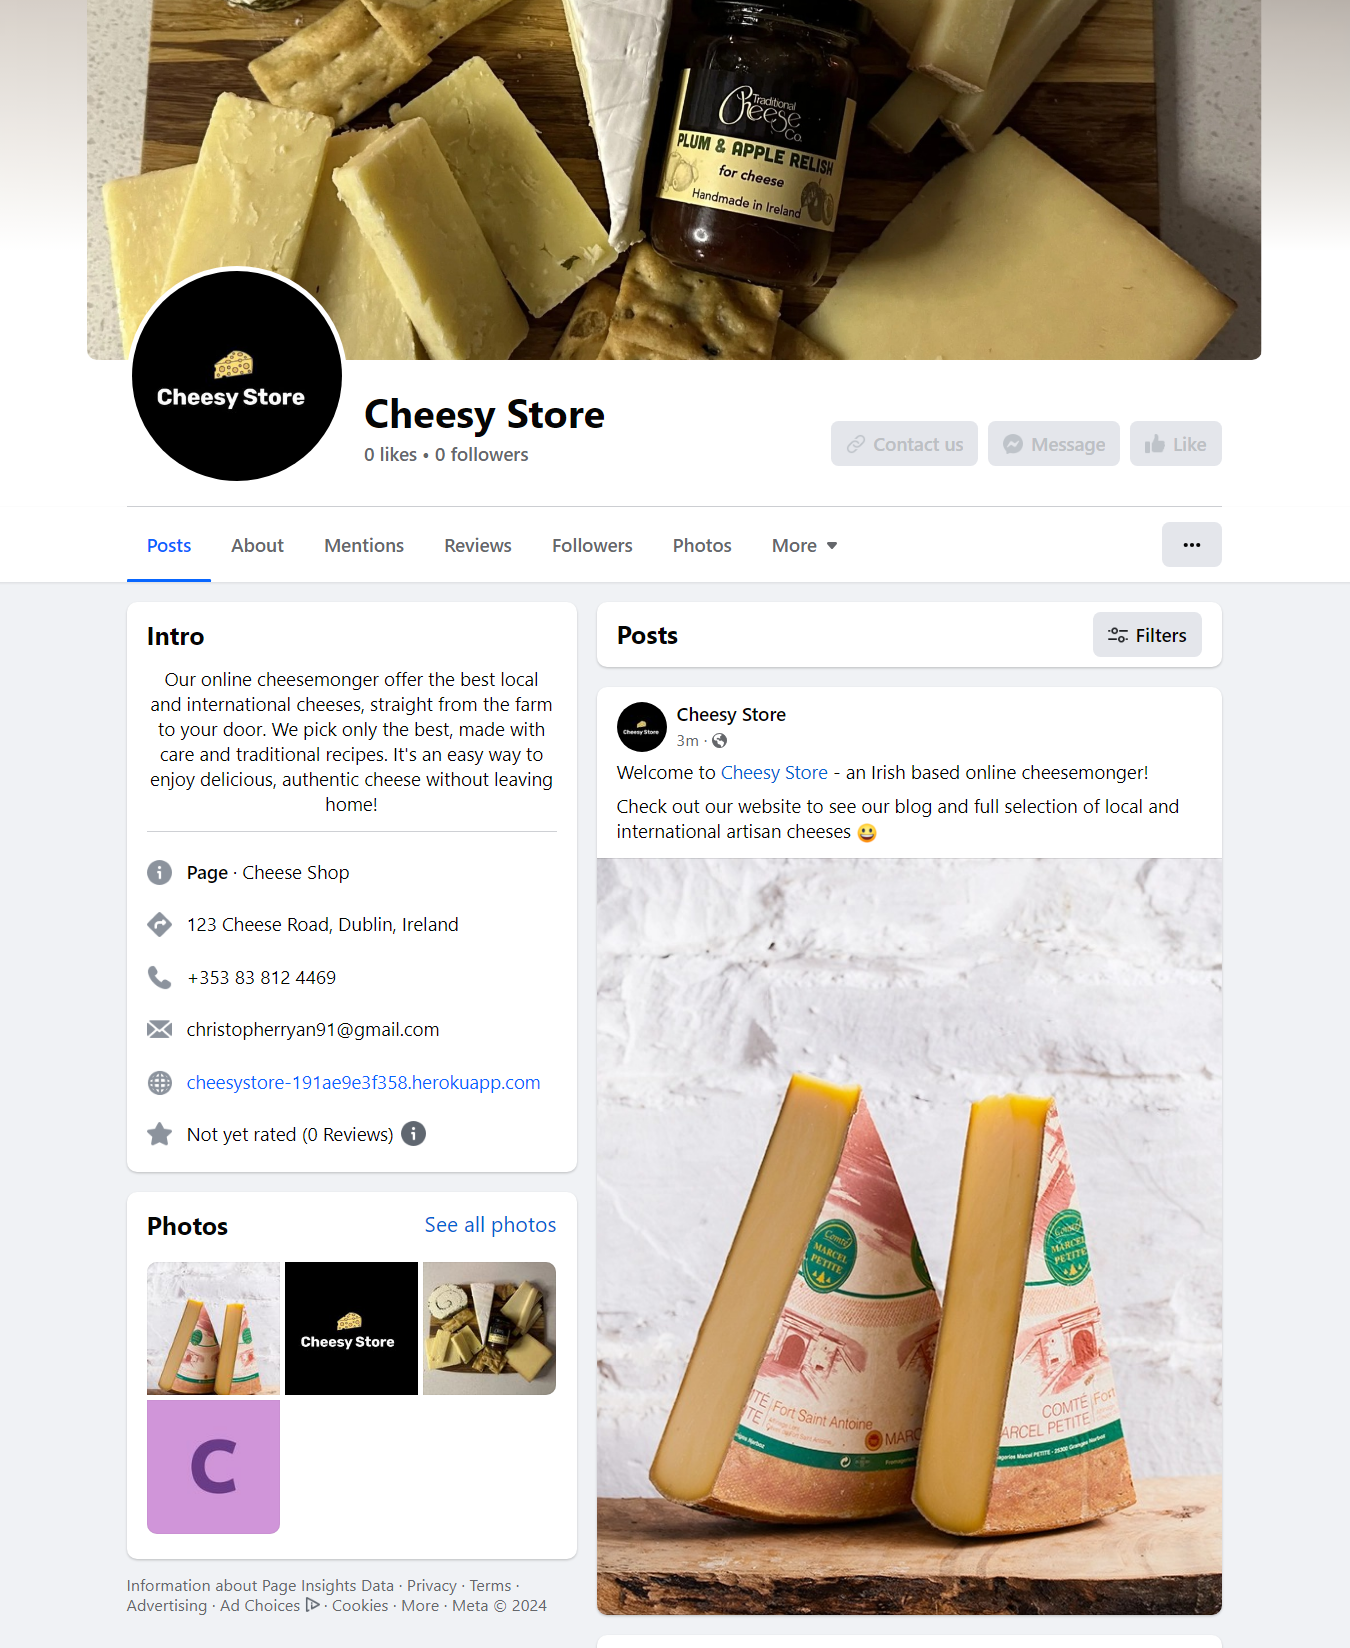 Traditional
Cheese
Co.
PLUM & APPLE RELISH
for cheese
Handmade in Ireland
Cheesy Store
Cheesy Store
0 likes • 0 followers
Contact us
Message
Like
Posts
About
Mentions
Reviews
Followers
Photos
More
Intro
Our online cheesemonger offer the best local
and international cheeses, straight from the farm
to your door. We pick only the best, made with
care and traditional recipes. It's an easy way to
enjoy delicious, authentic cheese without leaving
home!
Page · Cheese Shop
123 Cheese Road, Dublin, Ireland
+353 83 812 4469
christopherryan91@gmail.com
cheesystore-191ae9e3f358.herokuapp.com
Not yet rated (0 Reviews)
Photos
See all photos
Cheesy Store
C
Information about Page Insights Data · Privacy · Terms ·
Advertising · Ad Choices · Cookies · More · Meta © 2024
Posts
Filters
Cheesy Store
Cheesy Store
3m ·
Welcome to Cheesy Store - an Irish based online cheesemonger!
Check out our website to see our blog and full selection of local and
international artisan cheeses 😀
Comté
MARCEL
PETITE
Comté
MARCEL
PETITE
Fort Saint Antoine
MARC
COMTÉ
ARCEL PETITE
Fort